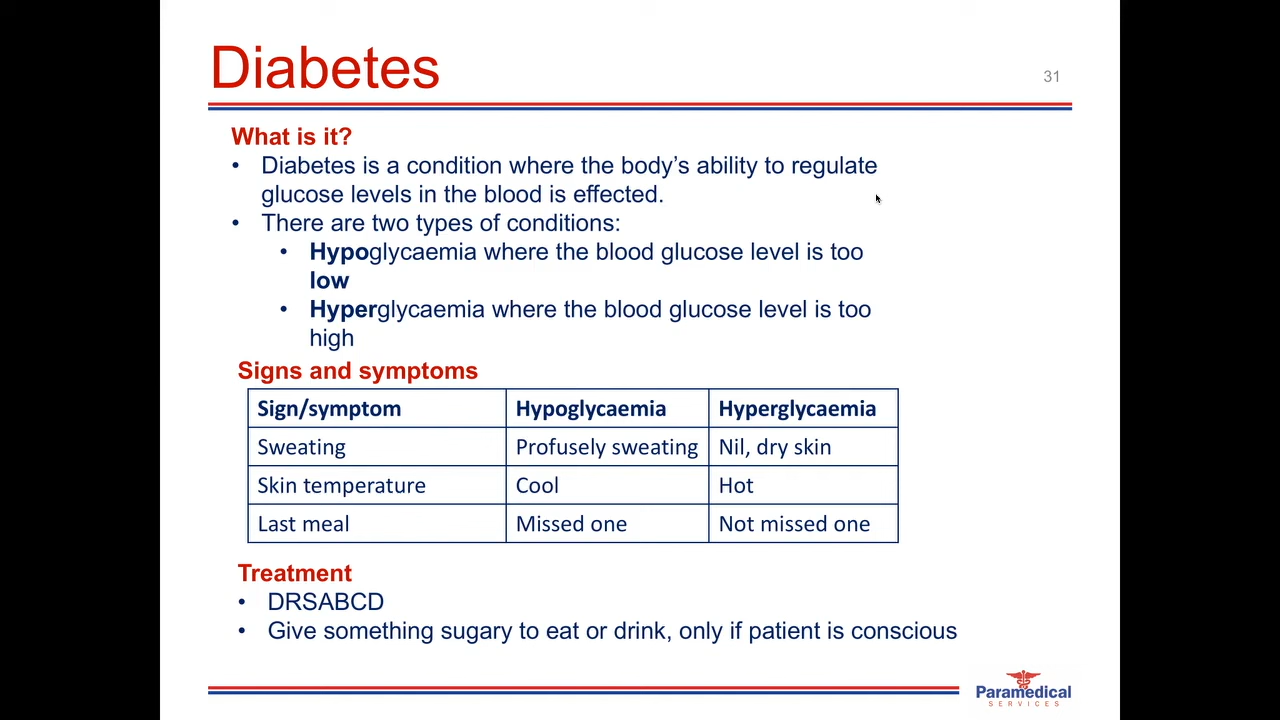 Diabetes
31
What is it?
• Diabetes is a condition where the body’s ability to regulate
glucose levels in the blood is effected.
• There are two types of conditions:
• Hypoglycaemia where the blood glucose level is too
low
• Hyperglycaemia where the blood glucose level is too
high
Signs and symptoms
Sign/symptom Hypoglycaemia Hyperglycaemia
Sweating Profusely sweating Nil, dry skin
Skin temperature Cool Hot
Last meal Missed one Not missed one
Treatment
• DRSABCD
• Give something sugary to eat or drink, only if patient is conscious
Paramedical
SERVICES